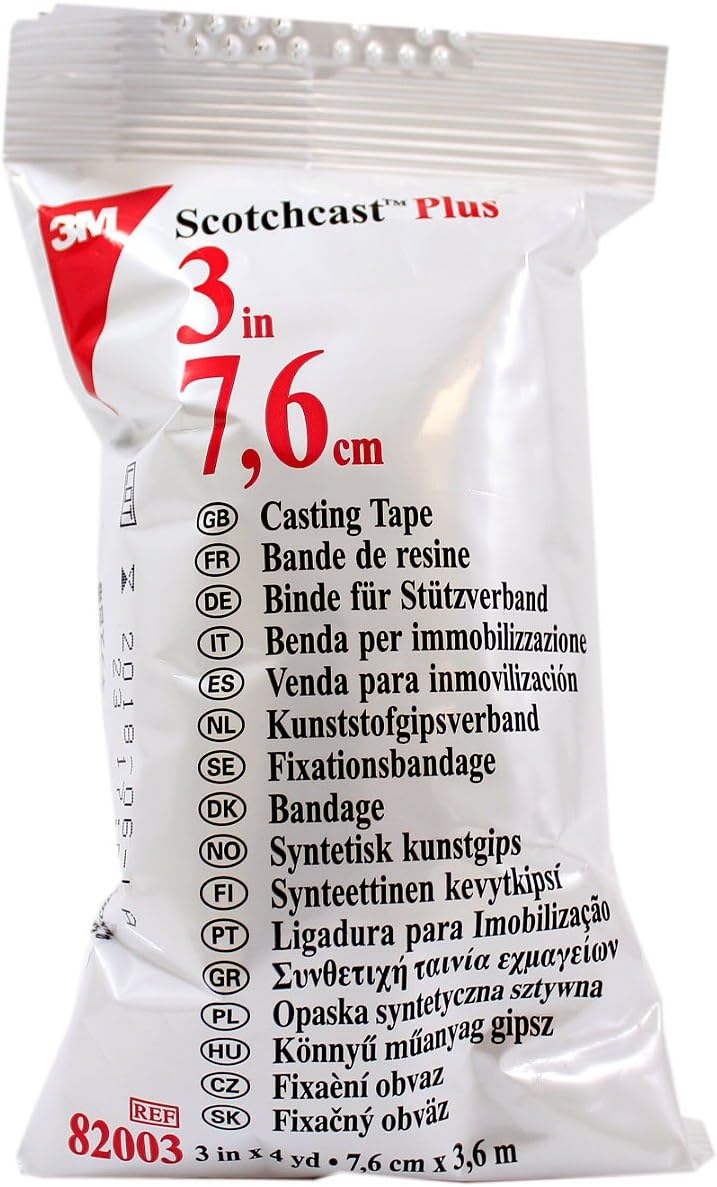 3M
Scotchcast™ Plus
3 in
7,6 cm
GB Casting Tape
FR Bande de resine
DE Binde für Stützverband
IT Benda per immobilizzazione
ES Venda para inmovilización
NL Kunststofgipsverband
SE Fixationsbandage
DK Bandage
NO Syntetisk kunstgips
FI Synteettinen kevytkipsi
PT Ligadura para Imobilização
GR Συνθετιχή ταινία εχμαγείων
PL Opaska syntetyczna sztywna
HU Könnyű műanyag gipsz
CZ Fixaèní obvaz
SK Fixačný obväz
REF
82003 3 in x 4 yd • 7,6 cm x 3,6 m
LOT